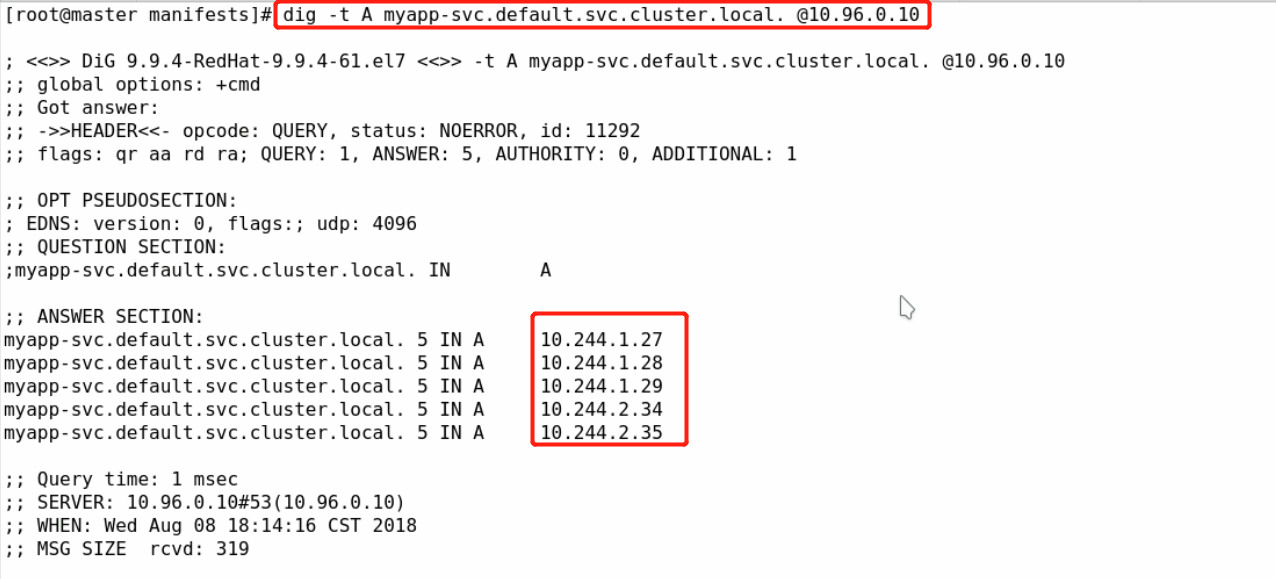 [root@master manifests]# dig -t A myapp-svc.default.svc.cluster.local. @10.96.0.10
; <<>> DiG 9.9.4-RedHat-9.9.4-61.el7 <<>> -t A myapp-svc.default.svc.cluster.local. @10.96.0.10
;; global options: +cmd
;; Got answer:
;; ->>HEADER<<- opcode: QUERY, status: NOERROR, id: 11292
;; flags: qr aa rd ra; QUERY: 1, ANSWER: 5, AUTHORITY: 0, ADDITIONAL: 1
;; OPT PSEUDOSECTION:
; EDNS: version: 0, flags:; udp: 4096
;; QUESTION SECTION:
;myapp-svc.default.svc.cluster.local. IN A
;; ANSWER SECTION:
myapp-svc.default.svc.cluster.local. 5 IN A 10.244.1.27
myapp-svc.default.svc.cluster.local. 5 IN A 10.244.1.28
myapp-svc.default.svc.cluster.local. 5 IN A 10.244.1.29
myapp-svc.default.svc.cluster.local. 5 IN A 10.244.2.34
myapp-svc.default.svc.cluster.local. 5 IN A 10.244.2.35
;; Query time: 1 msec
;; SERVER: 10.96.0.10#53(10.96.0.10)
;; WHEN: Wed Aug 08 18:14:16 CST 2018
;; MSG SIZE  rcvd: 319